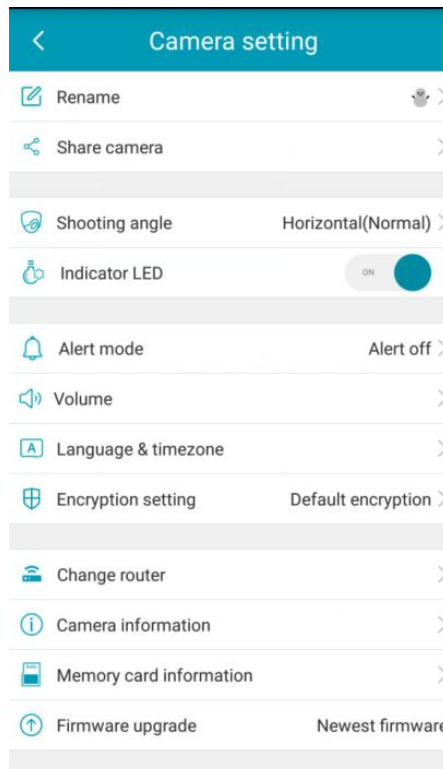 Camera setting
Rename
Share camera
Shooting angle Horizontal(Normal)
Indicator LED ON
Alert mode Alert off
Volume
A Language & timezone
Encryption setting Default encryption
Change router
i Camera information
Memory card information
Firmware upgrade Newest firmware